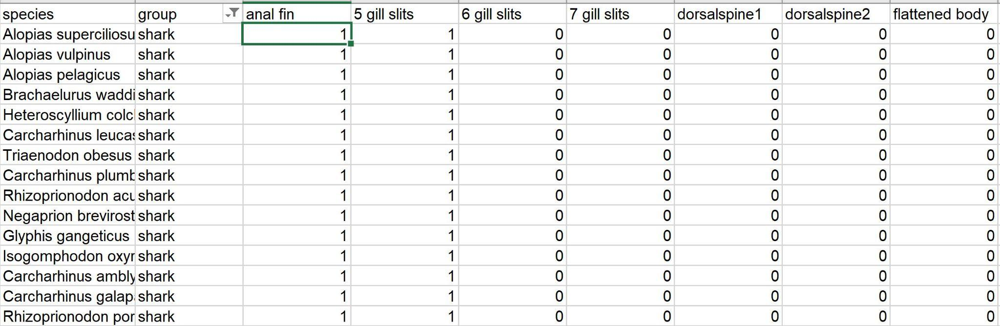 species group anal fin 5 gill slits 6 gill slits 7 gill slits dorsalspine1 dorsalspine2 flattened body
Alopias superciliosu shark 1 1 0 0 0 0 0
Alopias vulpinus shark 1 1 0 0 0 0 0
Alopias pelagicus shark 1 1 0 0 0 0 0
Brachaelurus waddi shark 1 1 0 0 0 0 0
Heteroscyllium colc shark 1 1 0 0 0 0 0
Carcharhinus leucas shark 1 1 0 0 0 0 0
Triaenodon obesus shark 1 1 0 0 0 0 0
Carcharhinus plumb shark 1 1 0 0 0 0 0
Rhizoprionodon acu shark 1 1 0 0 0 0 0
Negaprion brevirost shark 1 1 0 0 0 0 0
Glyphis gangeticus shark 1 1 0 0 0 0 0
Isogomphodon oxyr shark 1 1 0 0 0 0 0
Carcharhinus ambly shark 1 1 0 0 0 0 0
Carcharhinus galapa shark 1 1 0 0 0 0 0
Rhizoprionodon por shark 1 1 0 0 0 0 0